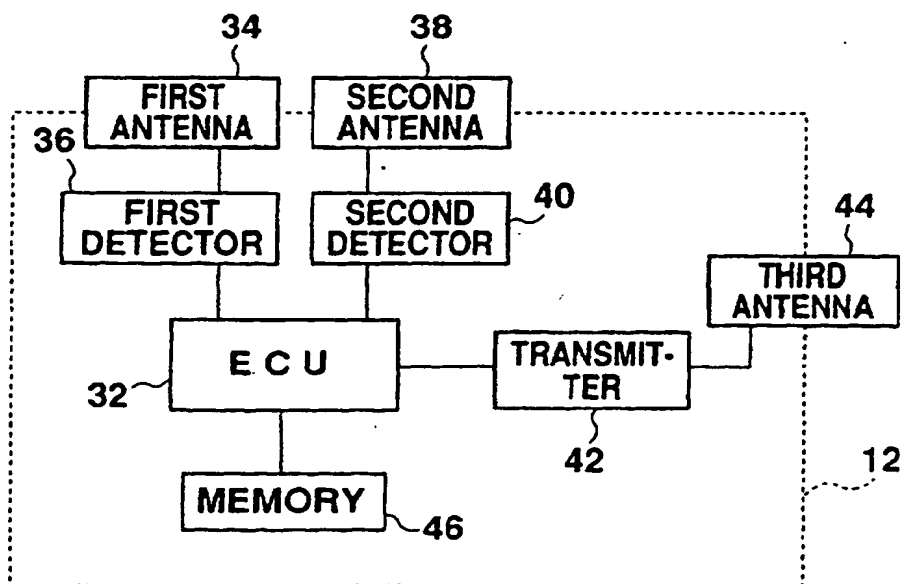 34
38
FIRST
ANTENNA
SECOND
ANTENNA
36
FIRST
DETECTOR
SECOND
DETECTOR
40
44
THIRD
ANTENNA
ECU
32
TRANSMIT-
TER
42
12
MEMORY
46